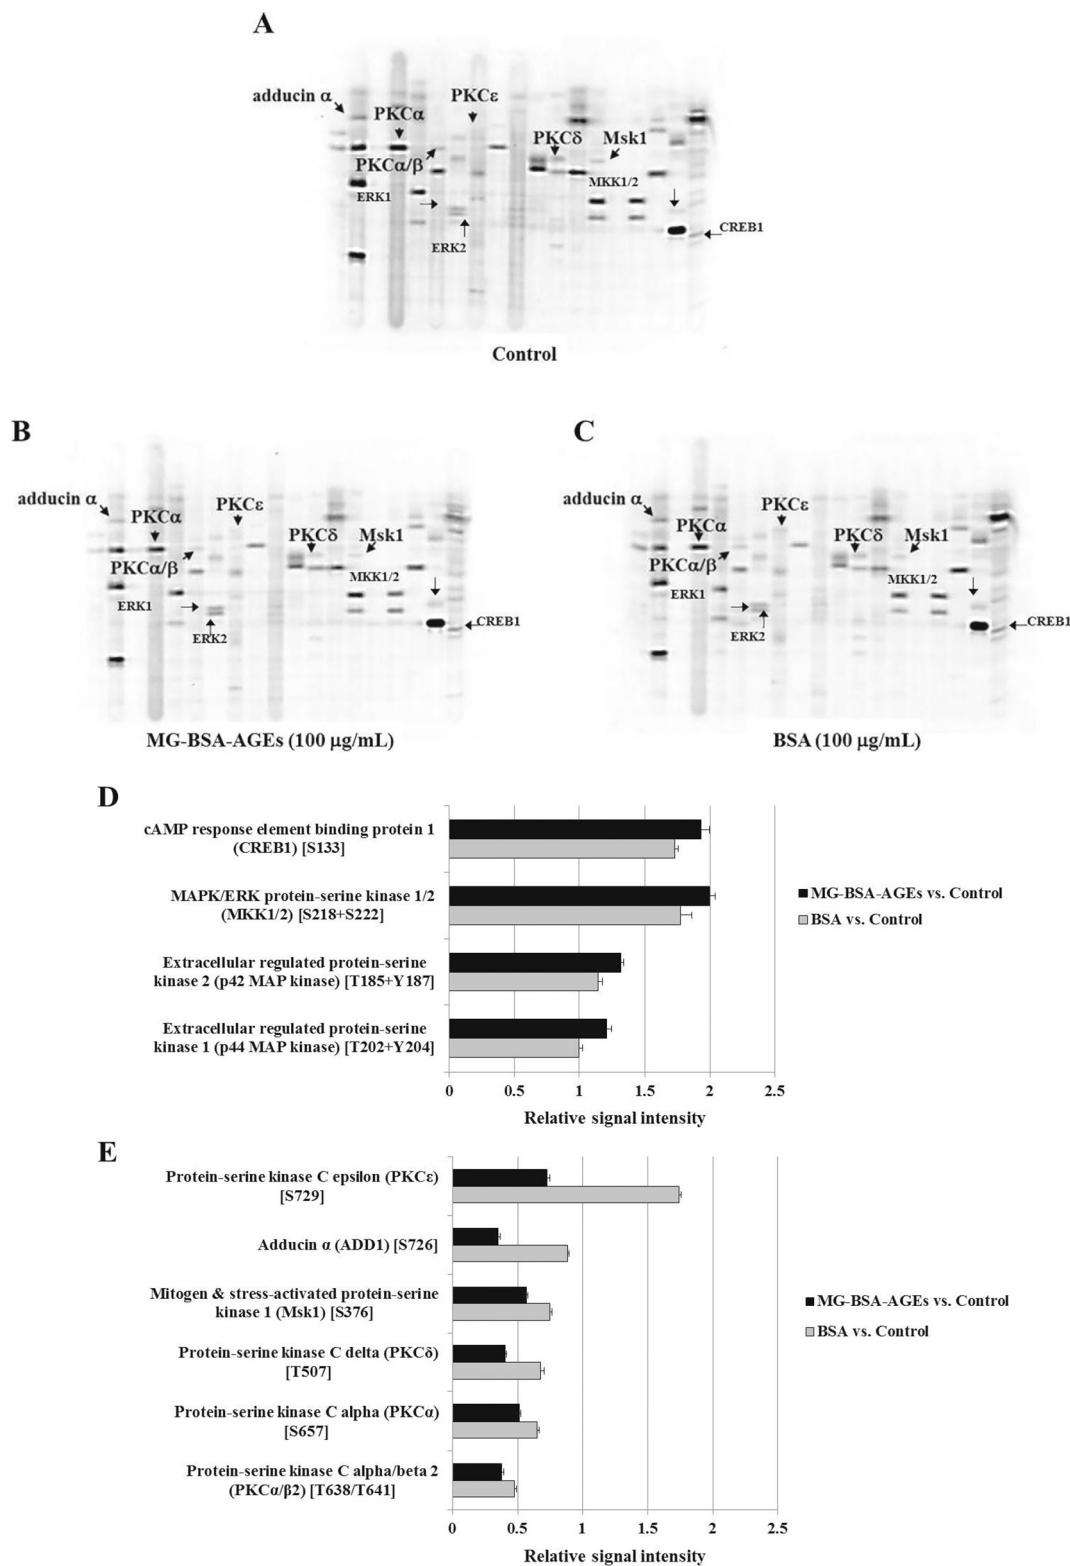 A
adducin α
PKCα
PKCε
PKCα/β
PKCδ
Msk1
MKK1/2
ERK1
ERK2
CREB1
Control
B
adducin α
PKCα
PKCε
PKCα/β
PKCδ
Msk1
MKK1/2
ERK1
ERK2
CREB1
MG-BSA-AGEs (100 µg/mL)
C
adducin α
PKCα
PKCε
PKCα/β
PKCδ
Msk1
MKK1/2
ERK1
ERK2
CREB1
BSA (100 µg/mL)
D
cAMP response element binding protein 1
(CREB1) [S133]
MAPK/ERK protein-serine kinase 1/2
(MKK1/2) [S218+S222]
Extracellular regulated protein-serine
kinase 2 (p42 MAP kinase) [T185+Y187]
Extracellular regulated protein-serine
kinase 1 (p44 MAP kinase) [T202+Y204]
0 0.5 1 1.5 2 2.5
Relative signal intensity
MG-BSA-AGEs vs. Control
BSA vs. Control
E
Protein-serine kinase C epsilon (PKCε)
[S729]
Adducin α (ADD1) [S726]
Mitogen & stress-activated protein-serine
kinase 1 (Msk1) [S376]
Protein-serine kinase C delta (PKCδ)
[T507]
Protein-serine kinase C alpha (PKCα)
[S657]
Protein-serine kinase C alpha/beta 2
(PKCα/β2) [T638/T641]
0 0.5 1 1.5 2 2.5
Relative signal intensity
MG-BSA-AGEs vs. Control
BSA vs. Control